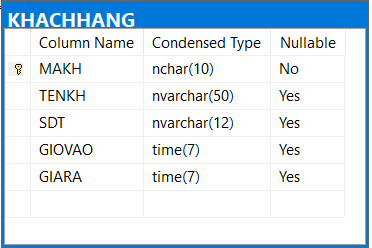 KHACHHANG
Column Name Condensed Type Nullable
MAKH nchar(10) No
TENKH nvarchar(50) Yes
SDT nvarchar(12) Yes
GIOVAO time(7) Yes
GIARA time(7) Yes